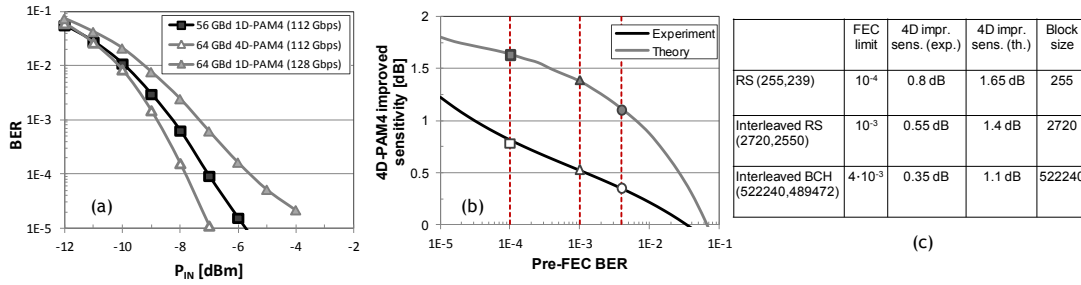 1E-1
1E-2
1E-3
1E-4
1E-5
BER
56 GBd 1D-PAM4 (112 Gbps)
64 GBd 4D-PAM4 (112 Gbps)
64 GBd 1D-PAM4 (128 Gbps)
(a)
-12 -10 -8 -6 -4 -2
P_IN [dBm]
2
1.5
1
0.5
0
4D-PAM4 improved
sensitivity [dB]
Experiment
Theory
(b)
1E-5 1E-4 1E-3 1E-2 1E-1
Pre-FEC BER
FEC limit
4D impr. sens. (exp.)
4D impr. sens. (th.)
Block size
RS (255,239) 10⁻⁴ 0.8 dB 1.65 dB 255
Interleaved RS (2720,2550) 10⁻³ 0.55 dB 1.4 dB 2720
Interleaved BCH (522240,489472) 4·10⁻³ 0.35 dB 1.1 dB 522240
(c)